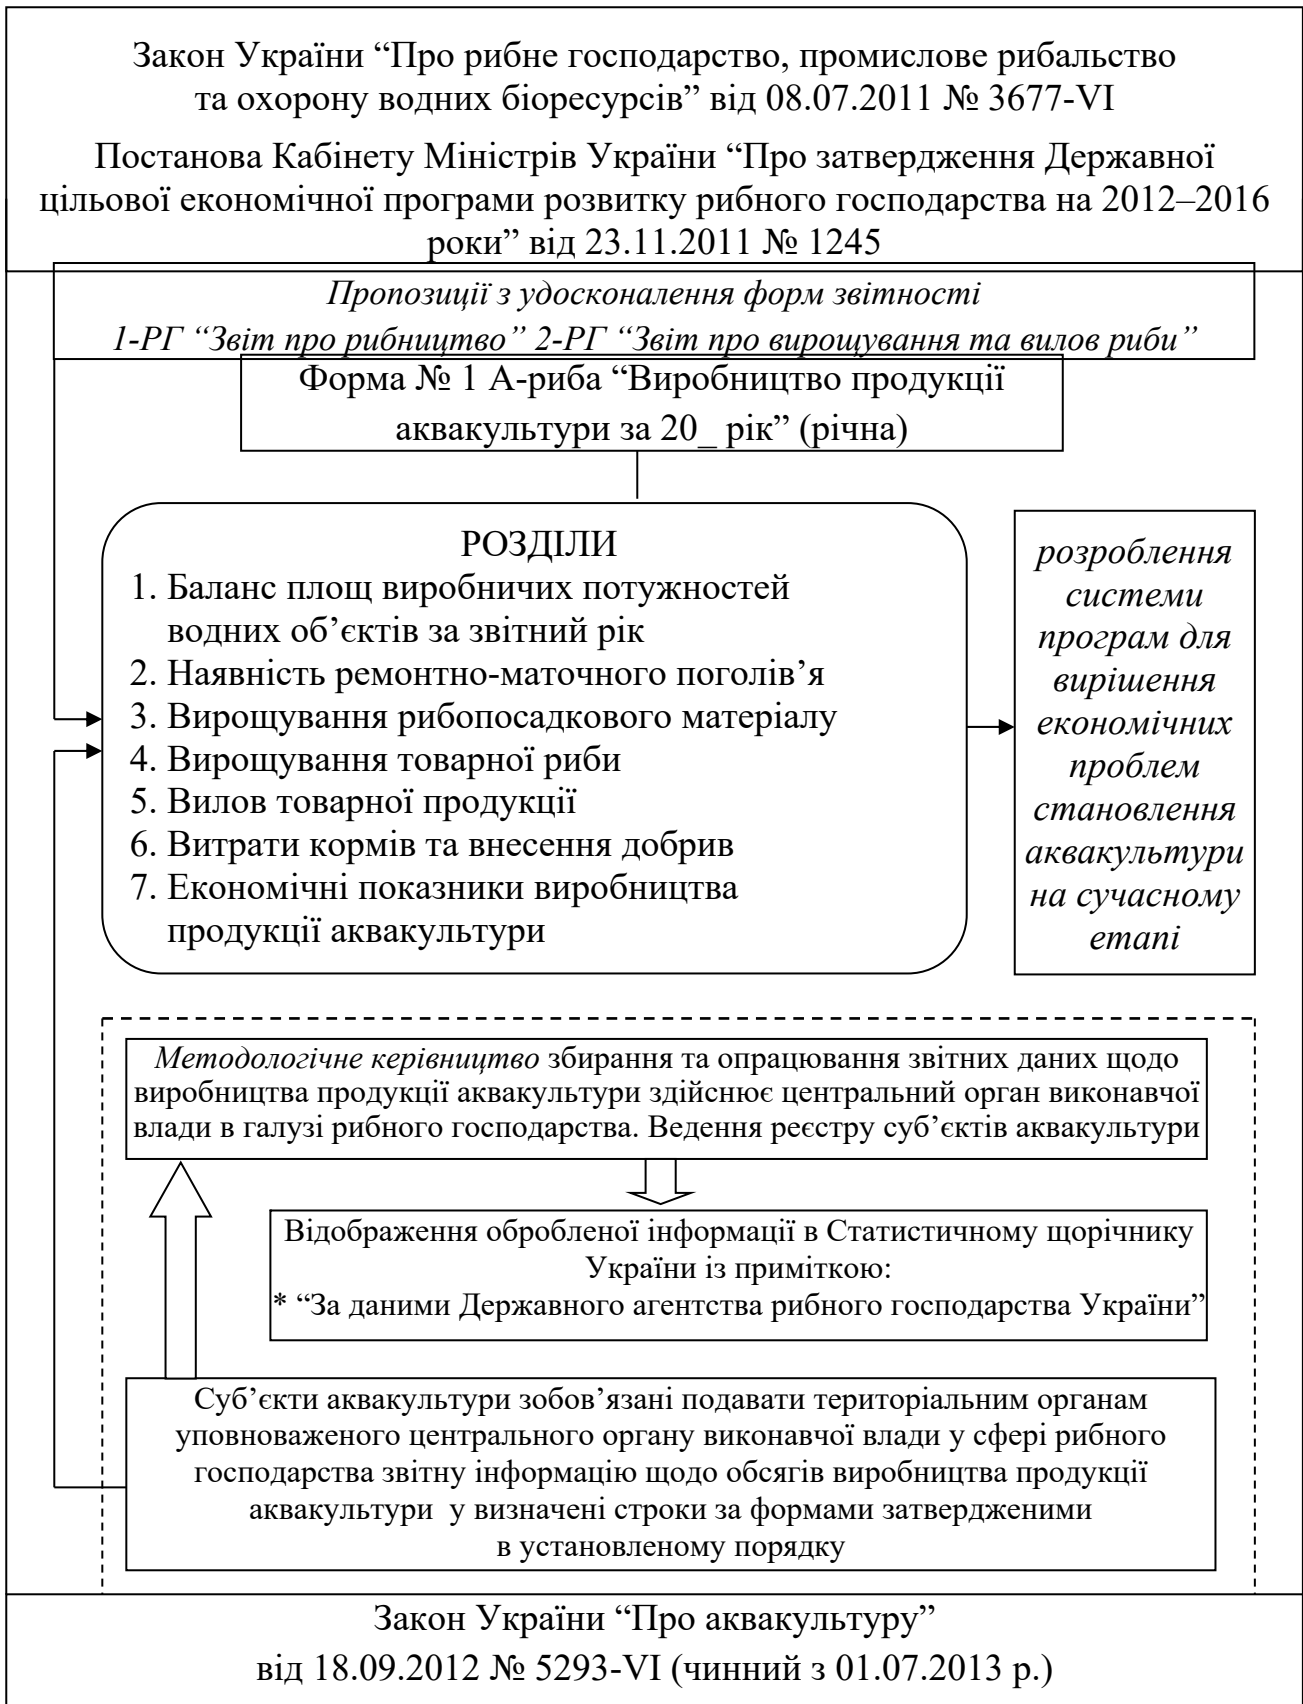 Закон України “Про рибне господарство, промислове рибальство
та охорону водних біоресурсів” від 08.07.2011 № 3677-VI
Постанова Кабінету Міністрів України “Про затвердження Державної
цільової економічної програми розвитку рибного господарства на 2012–2016
роки” від 23.11.2011 № 1245
Пропозиції з удосконалення форм звітності
1-РГ “Звіт про рибництво” 2-РГ “Звіт про вирощування та вилов риби”
Форма № 1 А-риба “Виробництво продукції
аквакультури за 20_ рік” (річна)
РОЗДІЛИ
1. Баланс площ виробничих потужностей
водних об’єктів за звітний рік
2. Наявність ремонтно-маточного поголів’я
3. Вирощування рибопосадкового матеріалу
4. Вирощування товарної риби
5. Вилов товарної продукції
6. Витрати кормів та внесення добрив
7. Економічні показники виробництва
продукції аквакультури
розроблення
системи
програм для
вирішення
економічних
проблем
становлення
аквакультури
на сучасному
етапі
Методологічне керівництво збирання та опрацювання звітних даних щодо
виробництва продукції аквакультури здійснює центральний орган виконавчої
влади в галузі рибного господарства. Ведення реєстру суб’єктів аквакультури
Відображення обробленої інформації в Статистичному щорічнику
України із приміткою:
* “За даними Державного агентства рибного господарства України”
Суб’єкти аквакультури зобов’язані подавати територіальним органам
уповноваженого центрального органу виконавчої влади у сфері рибного
господарства звітну інформацію щодо обсягів виробництва продукції
аквакультури у визначені строки за формами затвердженими
в установленому порядку
Закон України “Про аквакультуру”
від 18.09.2012 № 5293-VI (чинний з 01.07.2013 р.)